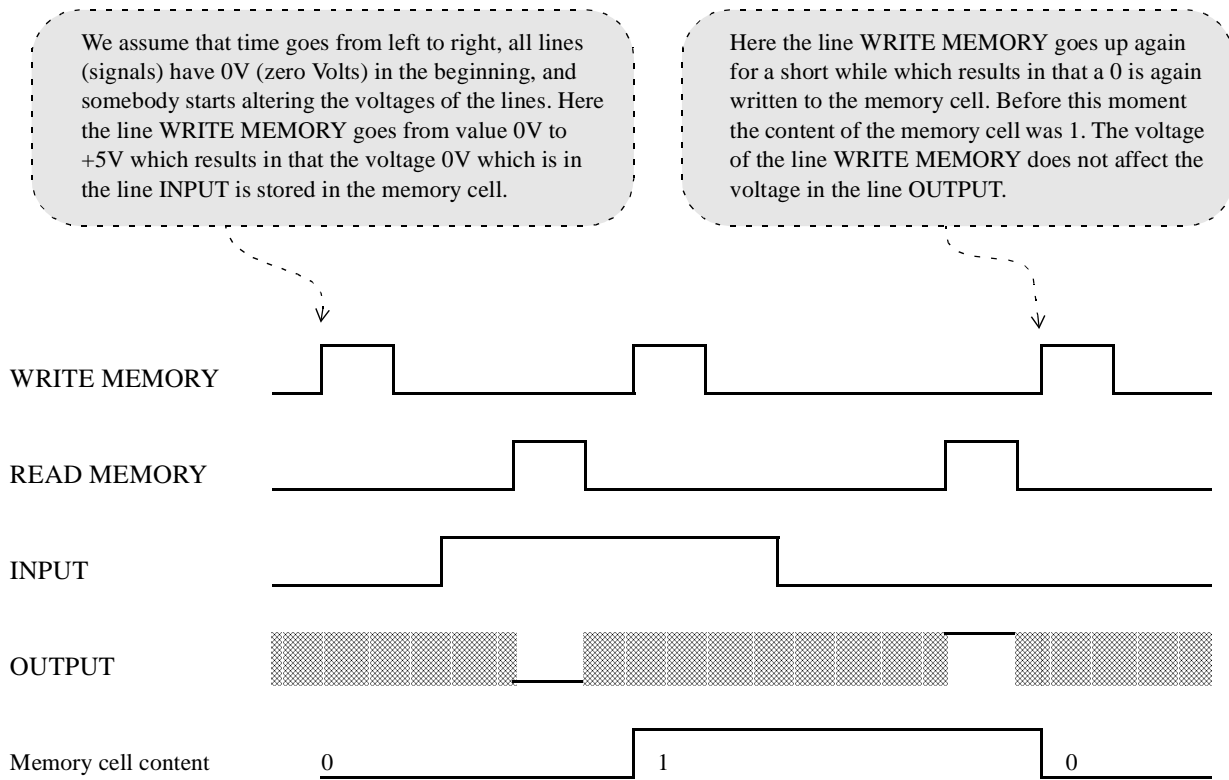 We assume that time goes from left to right, all lines
(signals) have 0V (zero Volts) in the beginning, and
somebody starts altering the voltages of the lines. Here
the line WRITE MEMORY goes from value 0V to
+5V which results in that the voltage 0V which is in
the line INPUT is stored in the memory cell.
Here the line WRITE MEMORY goes up again
for a short while which results in that a 0 is again
written to the memory cell. Before this moment
the content of the memory cell was 1. The voltage
of the line WRITE MEMORY does not affect the
voltage in the line OUTPUT.
WRITE MEMORY
READ MEMORY
INPUT
OUTPUT
Memory cell content 0 1 0